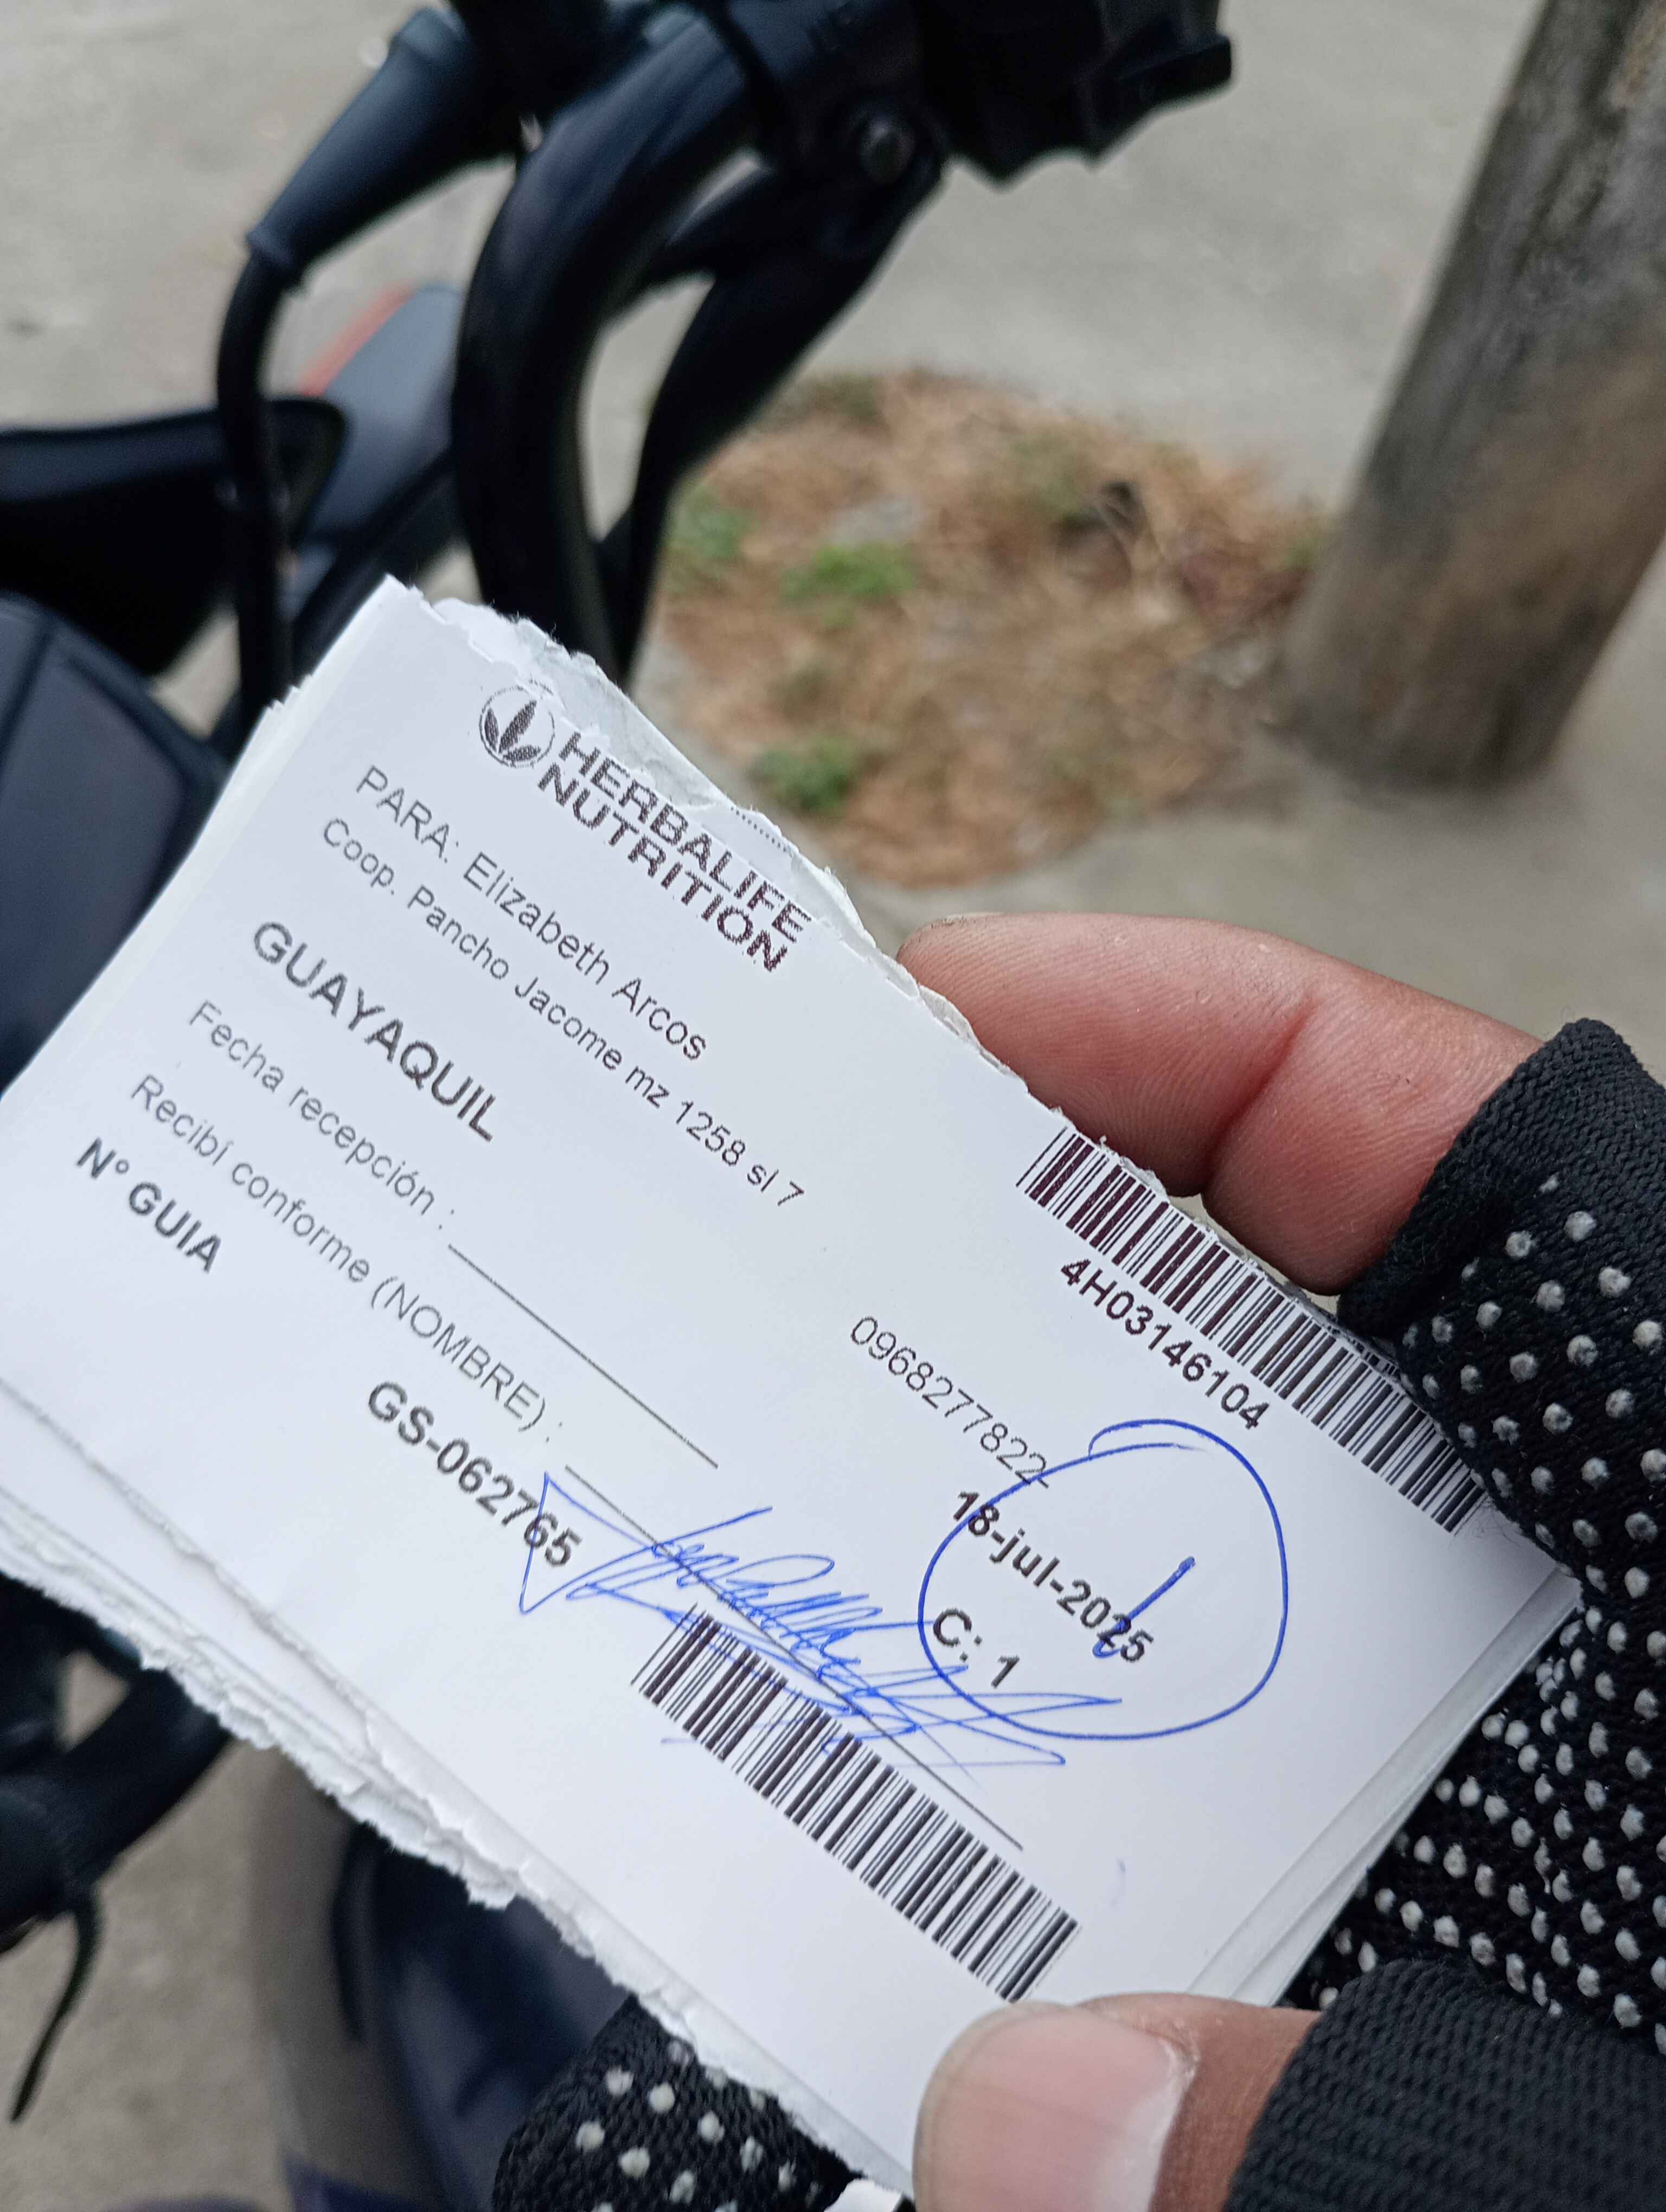 HERBALIFE
NUTRITION
4H03146104
PARA: Elizabeth Arcos
Coop. Pancho Jacome mz 1258 sl 7
0968277822-
GUAYAQUIL
18-jul-2025
Fecha recepción :
C: 1
Recibí conforme (NOMBRE) :
N° GUIA
GS-062765